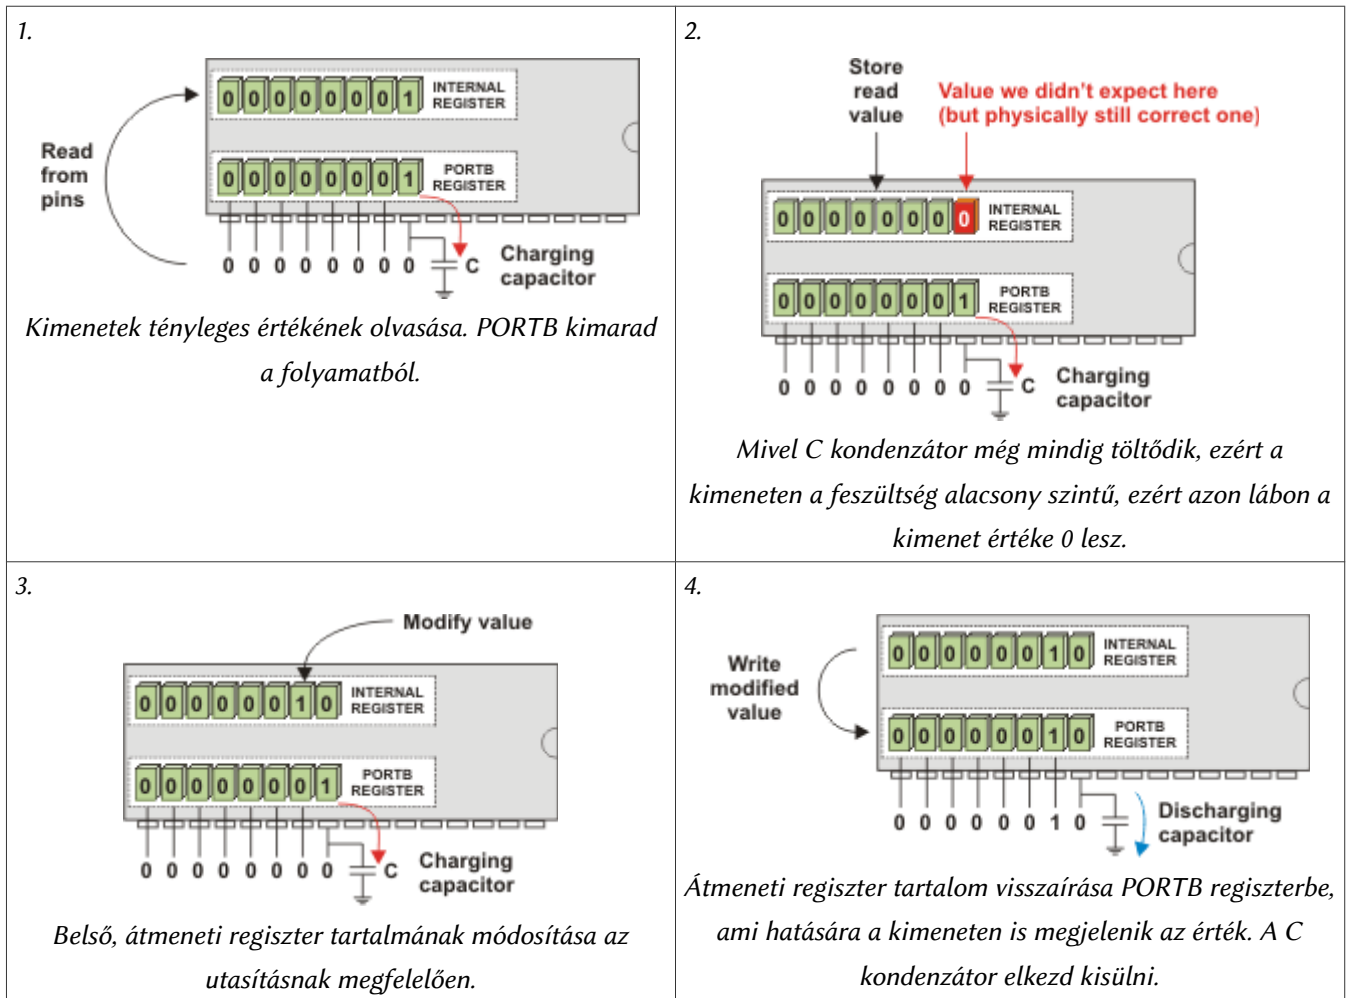 1.
0 0 0 0 0 0 0 1 INTERNAL
REGISTER
Read
from
pins
0 0 0 0 0 0 0 1 PORTB
REGISTER
0 0 0 0 0 0 0 0 C Charging
capacitor
Kimenetek tényleges értékének olvasása. PORTB kimarad
a folyamatból.
2.
Store
read
value
Value we didn't expect here
(but physically still correct one)
0 0 0 0 0 0 0 0 INTERNAL
REGISTER
0 0 0 0 0 0 0 1 PORTB
REGISTER
0 0 0 0 0 0 0 0 C Charging
capacitor
Mivel C kondenzátor még mindig töltődik, ezért a
kimeneten a feszültség alacsony szintű, ezért azon lábon a
kimenet értéke 0 lesz.
3.
Modify value
0 0 0 0 0 0 1 0 INTERNAL
REGISTER
0 0 0 0 0 0 0 1 PORTB
REGISTER
0 0 0 0 0 0 0 0 C Charging
capacitor
Belső, átmeneti regiszter tartalmának módosítása az
utasításnak megfelelően.
4.
0 0 0 0 0 0 1 0 INTERNAL
REGISTER
Write
modified
value
0 0 0 0 0 0 1 0 PORTB
REGISTER
0 0 0 0 0 0 1 0 Discharging
capacitor
Átmeneti regiszter tartalom visszaírása PORTB regiszterbe,
ami hatására a kimeneten is megjelenik az érték. A C
kondenzátor elkezd kisülni.